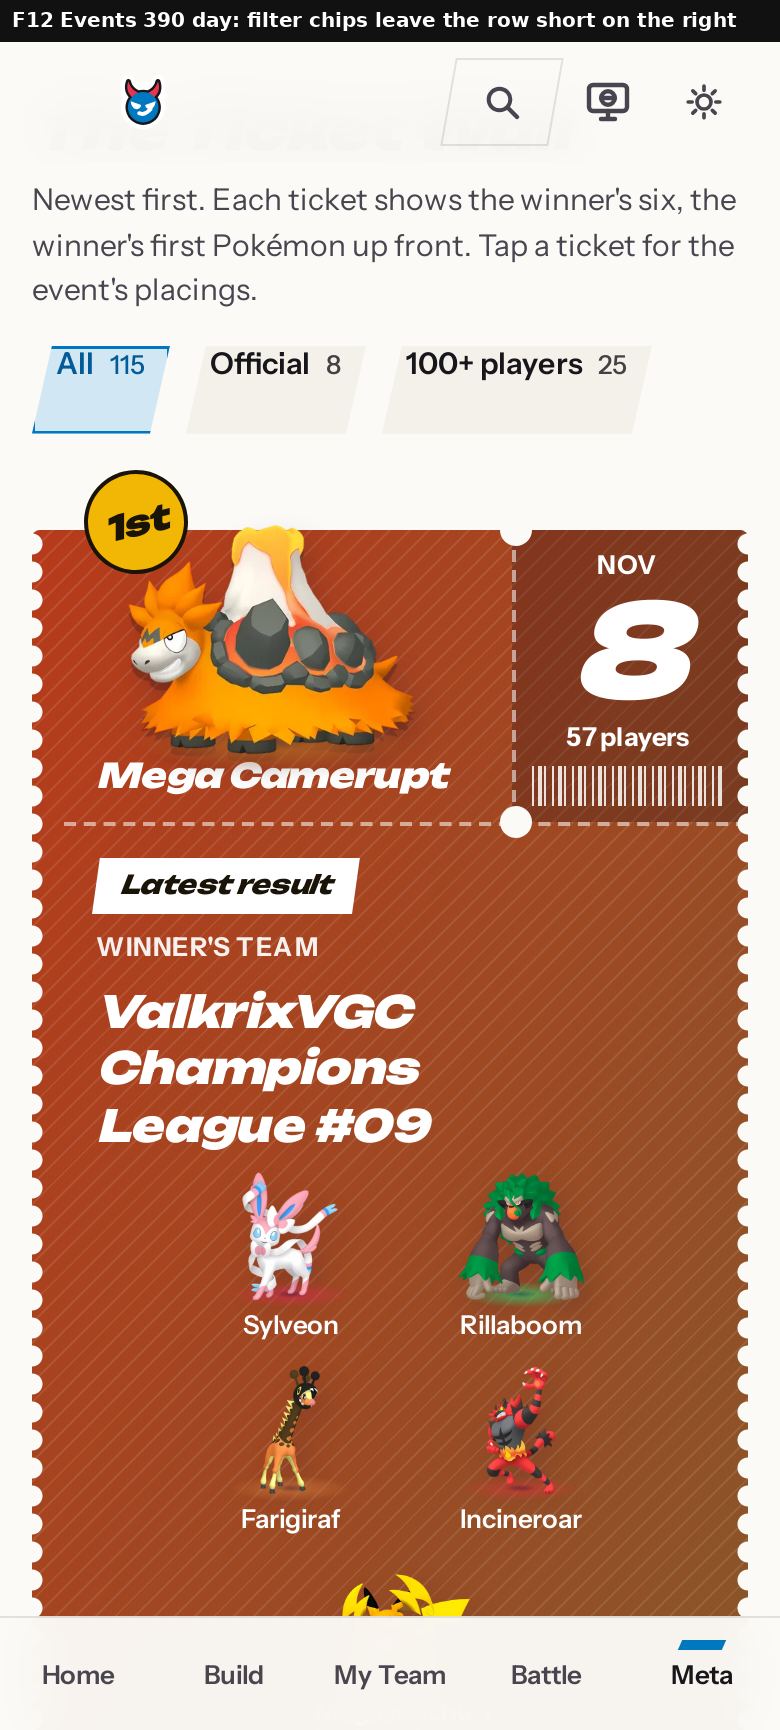 F12 Events 390 day: filter chips leave the row short on the right
Newest first. Each ticket shows the winner's six, the
winner's first Pokémon up front. Tap a ticket for the
event's placings.
All 115
Official 8
100+ players 25
1st
NOV
8
57 players
Mega Camerupt
Latest result
WINNER'S TEAM
ValkrixVGC
Champions
League #09
Sylveon
Rillaboom
Farigiraf
Incineroar
Home
Build
My Team
Battle
Meta